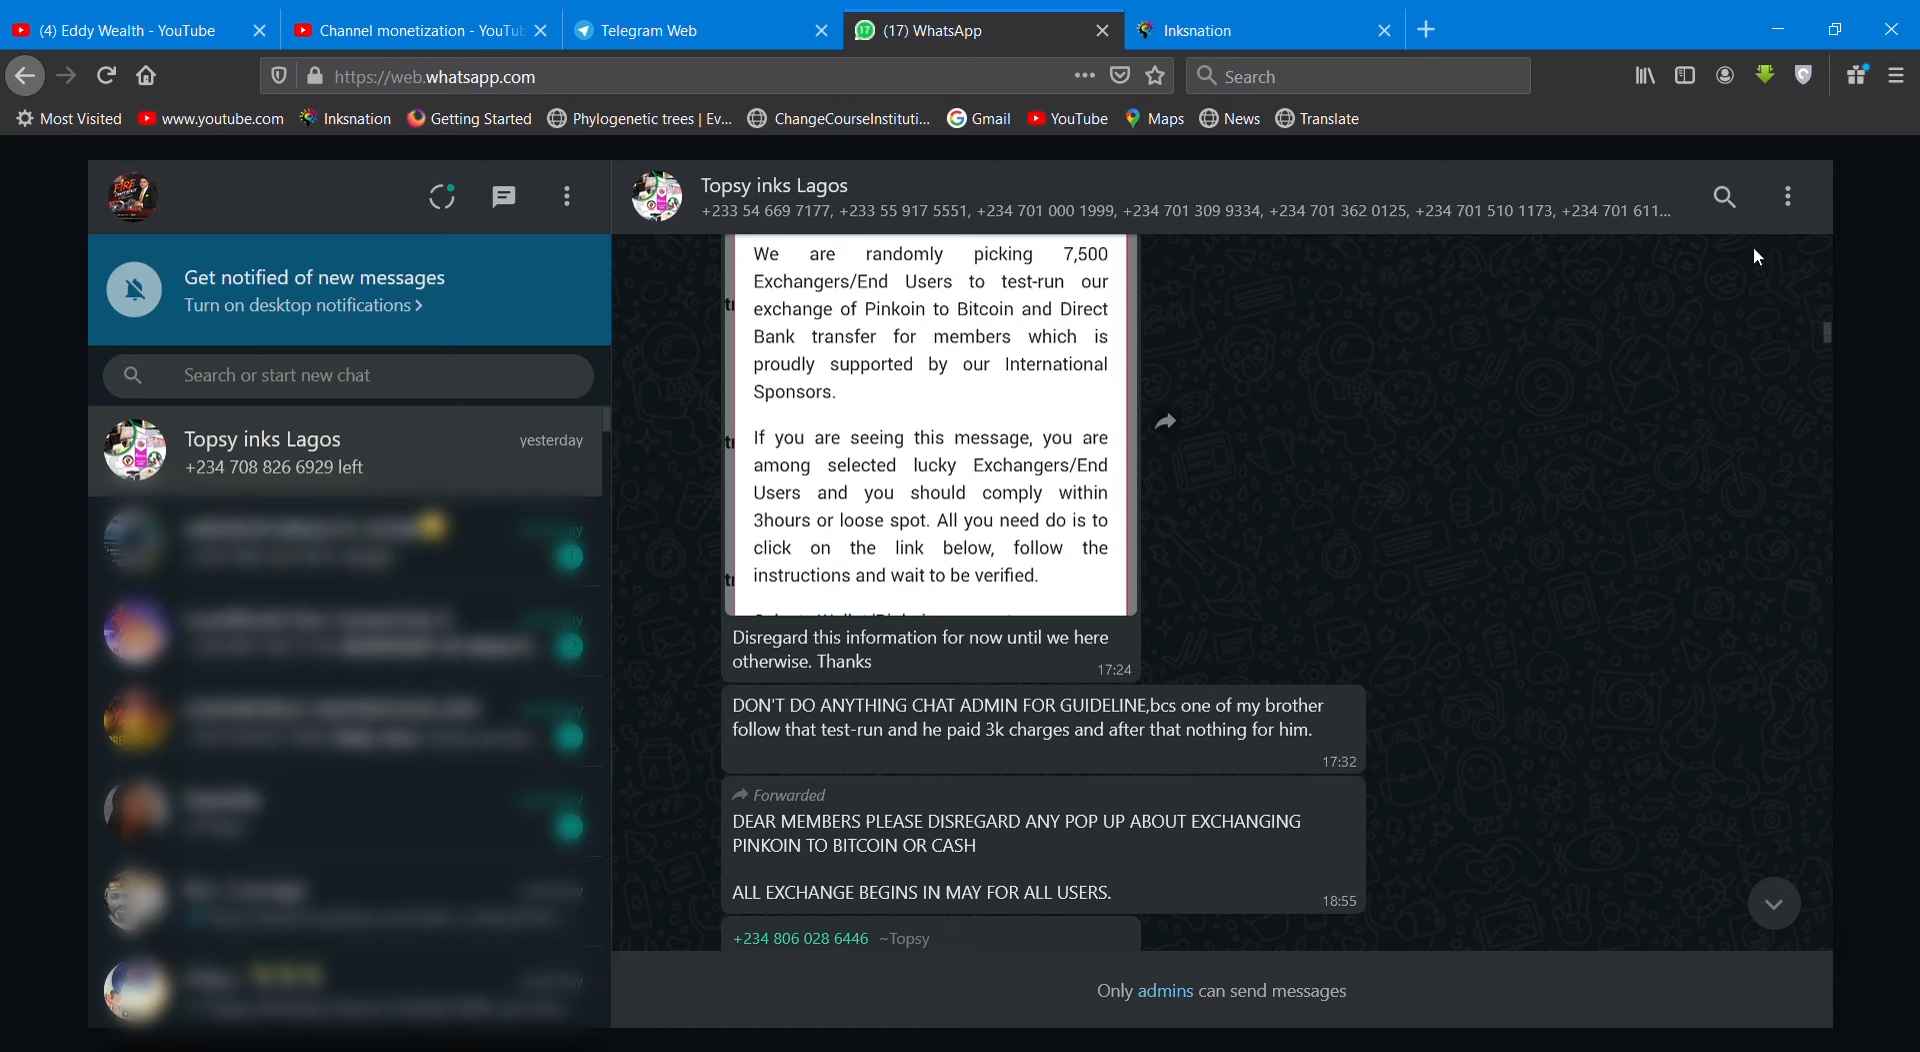 (4) Eddy Wealth - YouTube
Channel monetization - YouTu
Telegram Web
(17) WhatsApp
Inksnation
https://web.whatsapp.com
Search
Most Visited
www.youtube.com
Inksnation
Getting Started
Phylogenetic trees | Ev...
ChangeCourseInstituti...
Gmail
YouTube
Maps
News
Translate
Get notified of new messages
Turn on desktop notifications >
Search or start new chat
Topsy inks Lagos
yesterday
+234 708 826 6929 left
Topsy inks Lagos
+233 54 669 7177, +233 55 917 5551, +234 701 000 1999, +234 701 309 9334, +234 701 362 0125, +234 701 510 1173, +234 701 611...
We are randomly picking 7,500
Exchangers/End Users to test-run our
exchange of Pinkoin to Bitcoin and Direct
Bank transfer for members which is
proudly supported by our International
Sponsors.
If you are seeing this message, you are
among selected lucky Exchangers/End
Users and you should comply within
3hours or loose spot. All you need do is to
click on the link below, follow the
instructions and wait to be verified.
Disregard this information for now until we here
otherwise. Thanks
17:24
DON'T DO ANYTHING CHAT ADMIN FOR GUIDELINE,bcs one of my brother
follow that test-run and he paid 3k charges and after that nothing for him.
17:32
Forwarded
DEAR MEMBERS PLEASE DISREGARD ANY POP UP ABOUT EXCHANGING
PINKOIN TO BITCOIN OR CASH
ALL EXCHANGE BEGINS IN MAY FOR ALL USERS.
18:55
+234 806 028 6446 ~Topsy
Only admins can send messages